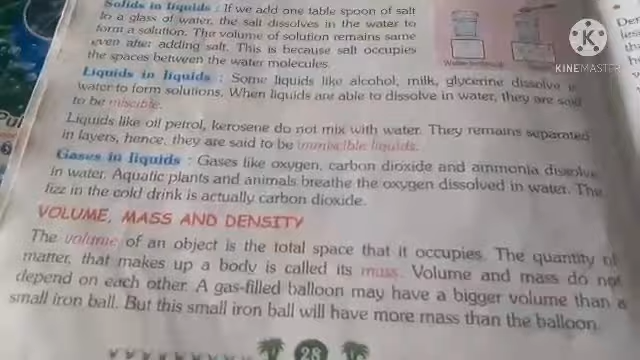 Solids in liquids : If we add one table spoon of salt
to a glass of water, the salt dissolves in the water to
form a solution. The volume of solution remains same
even after adding salt. This is because salt occupies
the spaces between the water molecules.
Liquids in liquids : Some liquids like alcohol, milk, glycerine dissolve in
water to form solutions. When liquids are able to dissolve in water, they are said
to be miscible.
Liquids like oil petrol, kerosene do not mix with water. They remains separated
in layers, hence, they are said to be immiscible liquids.
Gases in liquids : Gases like oxygen, carbon dioxide and ammonia dissolve
in water. Aquatic plants and animals breathe the oxygen dissolved in water. The
fizz in the cold drink is actually carbon dioxide.
VOLUME, MASS AND DENSITY
The volume of an object is the total space that it occupies. The quantity of
matter, that makes up a body is called its mass. Volume and mass do not
depend on each other. A gas-filled balloon may have a bigger volume than a
small iron ball. But this small iron ball will have more mass than the balloon.
28
KINEMASTER